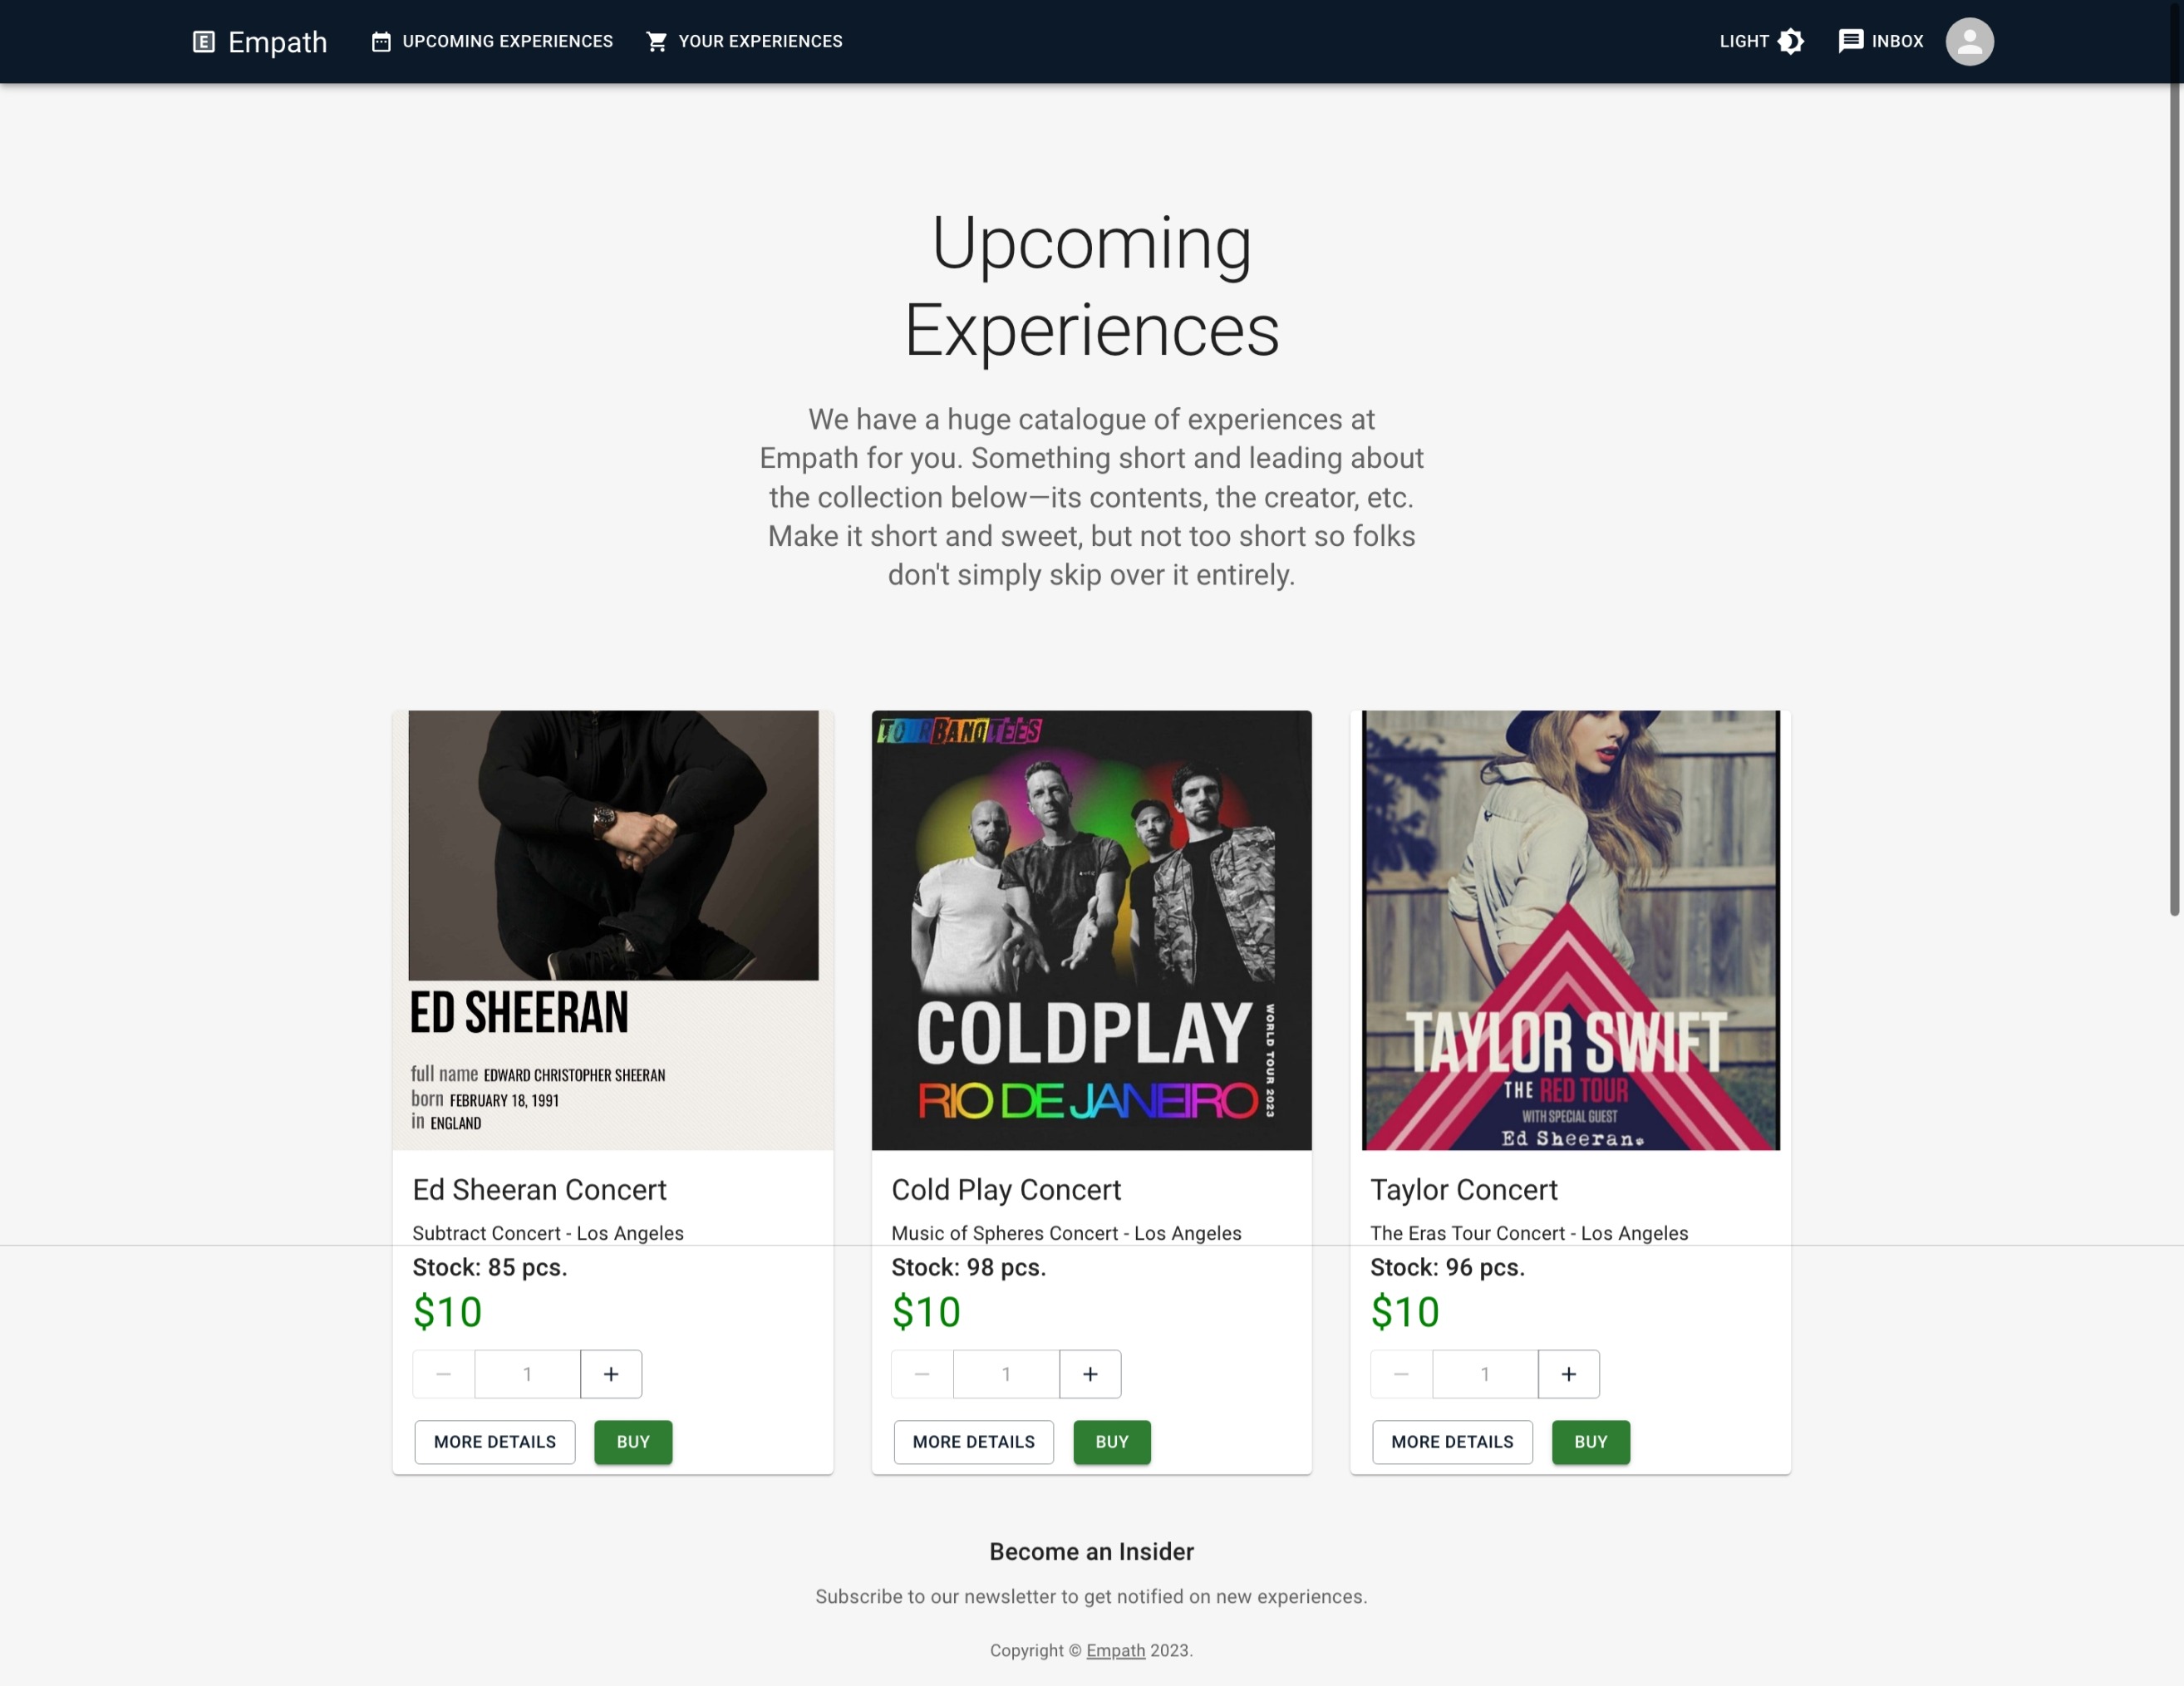 E Empath UPCOMING EXPERIENCES YOUR EXPERIENCES LIGHT INBOX
Upcoming
Experiences
We have a huge catalogue of experiences at
Empath for you. Something short and leading about
the collection below—its contents, the creator, etc.
Make it short and sweet, but not too short so folks
don't simply skip over it entirely.
ED SHEERAN
full name EDWARD CHRISTOPHER SHEERAN
born FEBRUARY 18, 1991
in ENGLAND
Ed Sheeran Concert
Subtract Concert - Los Angeles
Stock: 85 pcs.
$10
− 1 +
MORE DETAILS BUY
TOURBANDTEES
COLDPLAY
RIO DE JANEIRO
WORLD TOUR 2023
Cold Play Concert
Music of Spheres Concert - Los Angeles
Stock: 98 pcs.
$10
− 1 +
MORE DETAILS BUY
TAYLOR SWIFT
THE RED TOUR
WITH SPECIAL GUEST
Ed Sheeran
Taylor Concert
The Eras Tour Concert - Los Angeles
Stock: 96 pcs.
$10
− 1 +
MORE DETAILS BUY
Become an Insider
Subscribe to our newsletter to get notified on new experiences.
Copyright © Empath 2023.